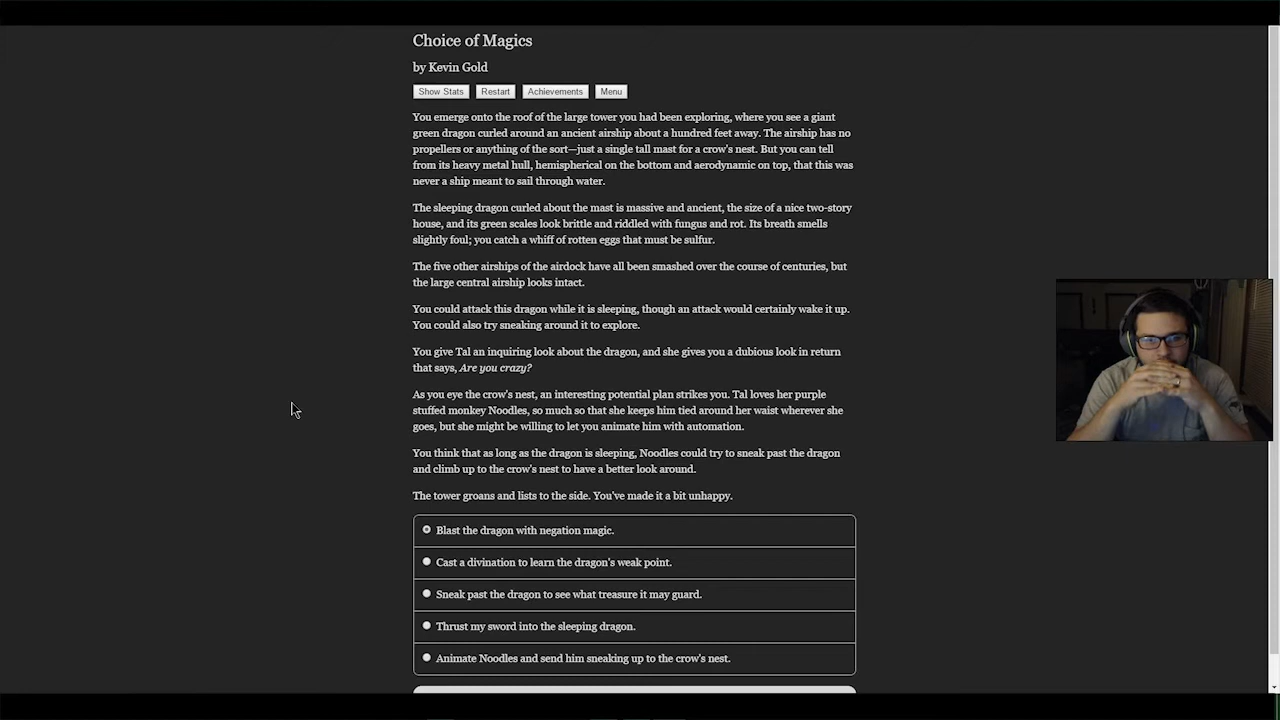 Choice of Magics
by Kevin Gold
Show Stats Restart Achievements Menu
You emerge onto the roof of the large tower you had been exploring, where you see a giant
green dragon curled around an ancient airship about a hundred feet away. The airship has no
propellers or anything of the sort—just a single tall mast for a crow's nest. But you can tell
from its heavy metal hull, hemispherical on the bottom and aerodynamic on top, that this was
never a ship meant to sail through water.
The sleeping dragon curled about the mast is massive and ancient, the size of a nice two-story
house, and its green scales look brittle and riddled with fungus and rot. Its breath smells
slightly foul; you catch a whiff of rotten eggs that must be sulfur.
The five other airships of the airdock have all been smashed over the course of centuries, but
the large central airship looks intact.
You could attack this dragon while it is sleeping, though an attack would certainly wake it up.
You could also try sneaking around it to explore.
You give Tal an inquiring look about the dragon, and she gives you a dubious look in return
that says, Are you crazy?
As you eye the crow's nest, an interesting potential plan strikes you. Tal loves her purple
stuffed monkey Noodles, so much so that she keeps him tied around her waist wherever she
goes, but she might be willing to let you animate him with automation.
You think that as long as the dragon is sleeping, Noodles could try to sneak past the dragon
and climb up to the crow's nest to have a better look around.
The tower groans and lists to the side. You've made it a bit unhappy.
Blast the dragon with negation magic.
Cast a divination to learn the dragon's weak point.
Sneak past the dragon to see what treasure it may guard.
Thrust my sword into the sleeping dragon.
Animate Noodles and send him sneaking up to the crow's nest.